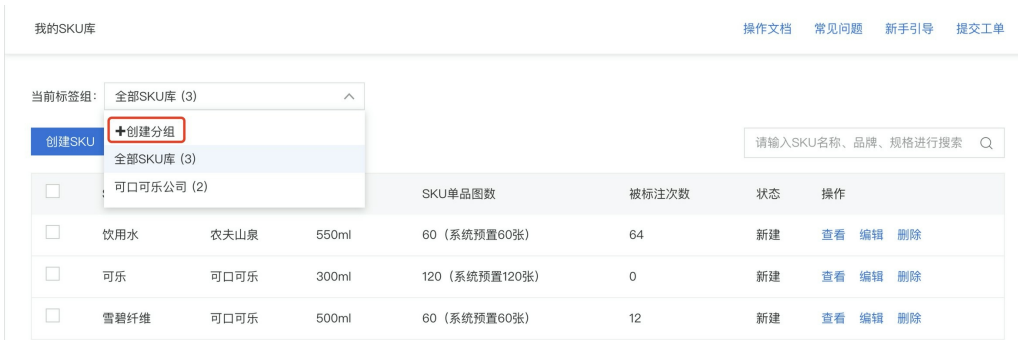 我的SKU库 操作文档 常见问题 新手引导 提交工单
当前标签组: 全部SKU库 (3)
+创建分组
创建SKU 请输入SKU名称、品牌、规格进行搜索
全部SKU库 (3)
可口可乐公司 (2)
SKU单品图数 被标注次数 状态 操作
饮用水 农夫山泉 550ml 60（系统预置60张） 64 新建 查看 编辑 删除
可乐 可口可乐 300ml 120（系统预置120张） 0 新建 查看 编辑 删除
雪碧纤维 可口可乐 500ml 60（系统预置60张） 12 新建 查看 编辑 删除